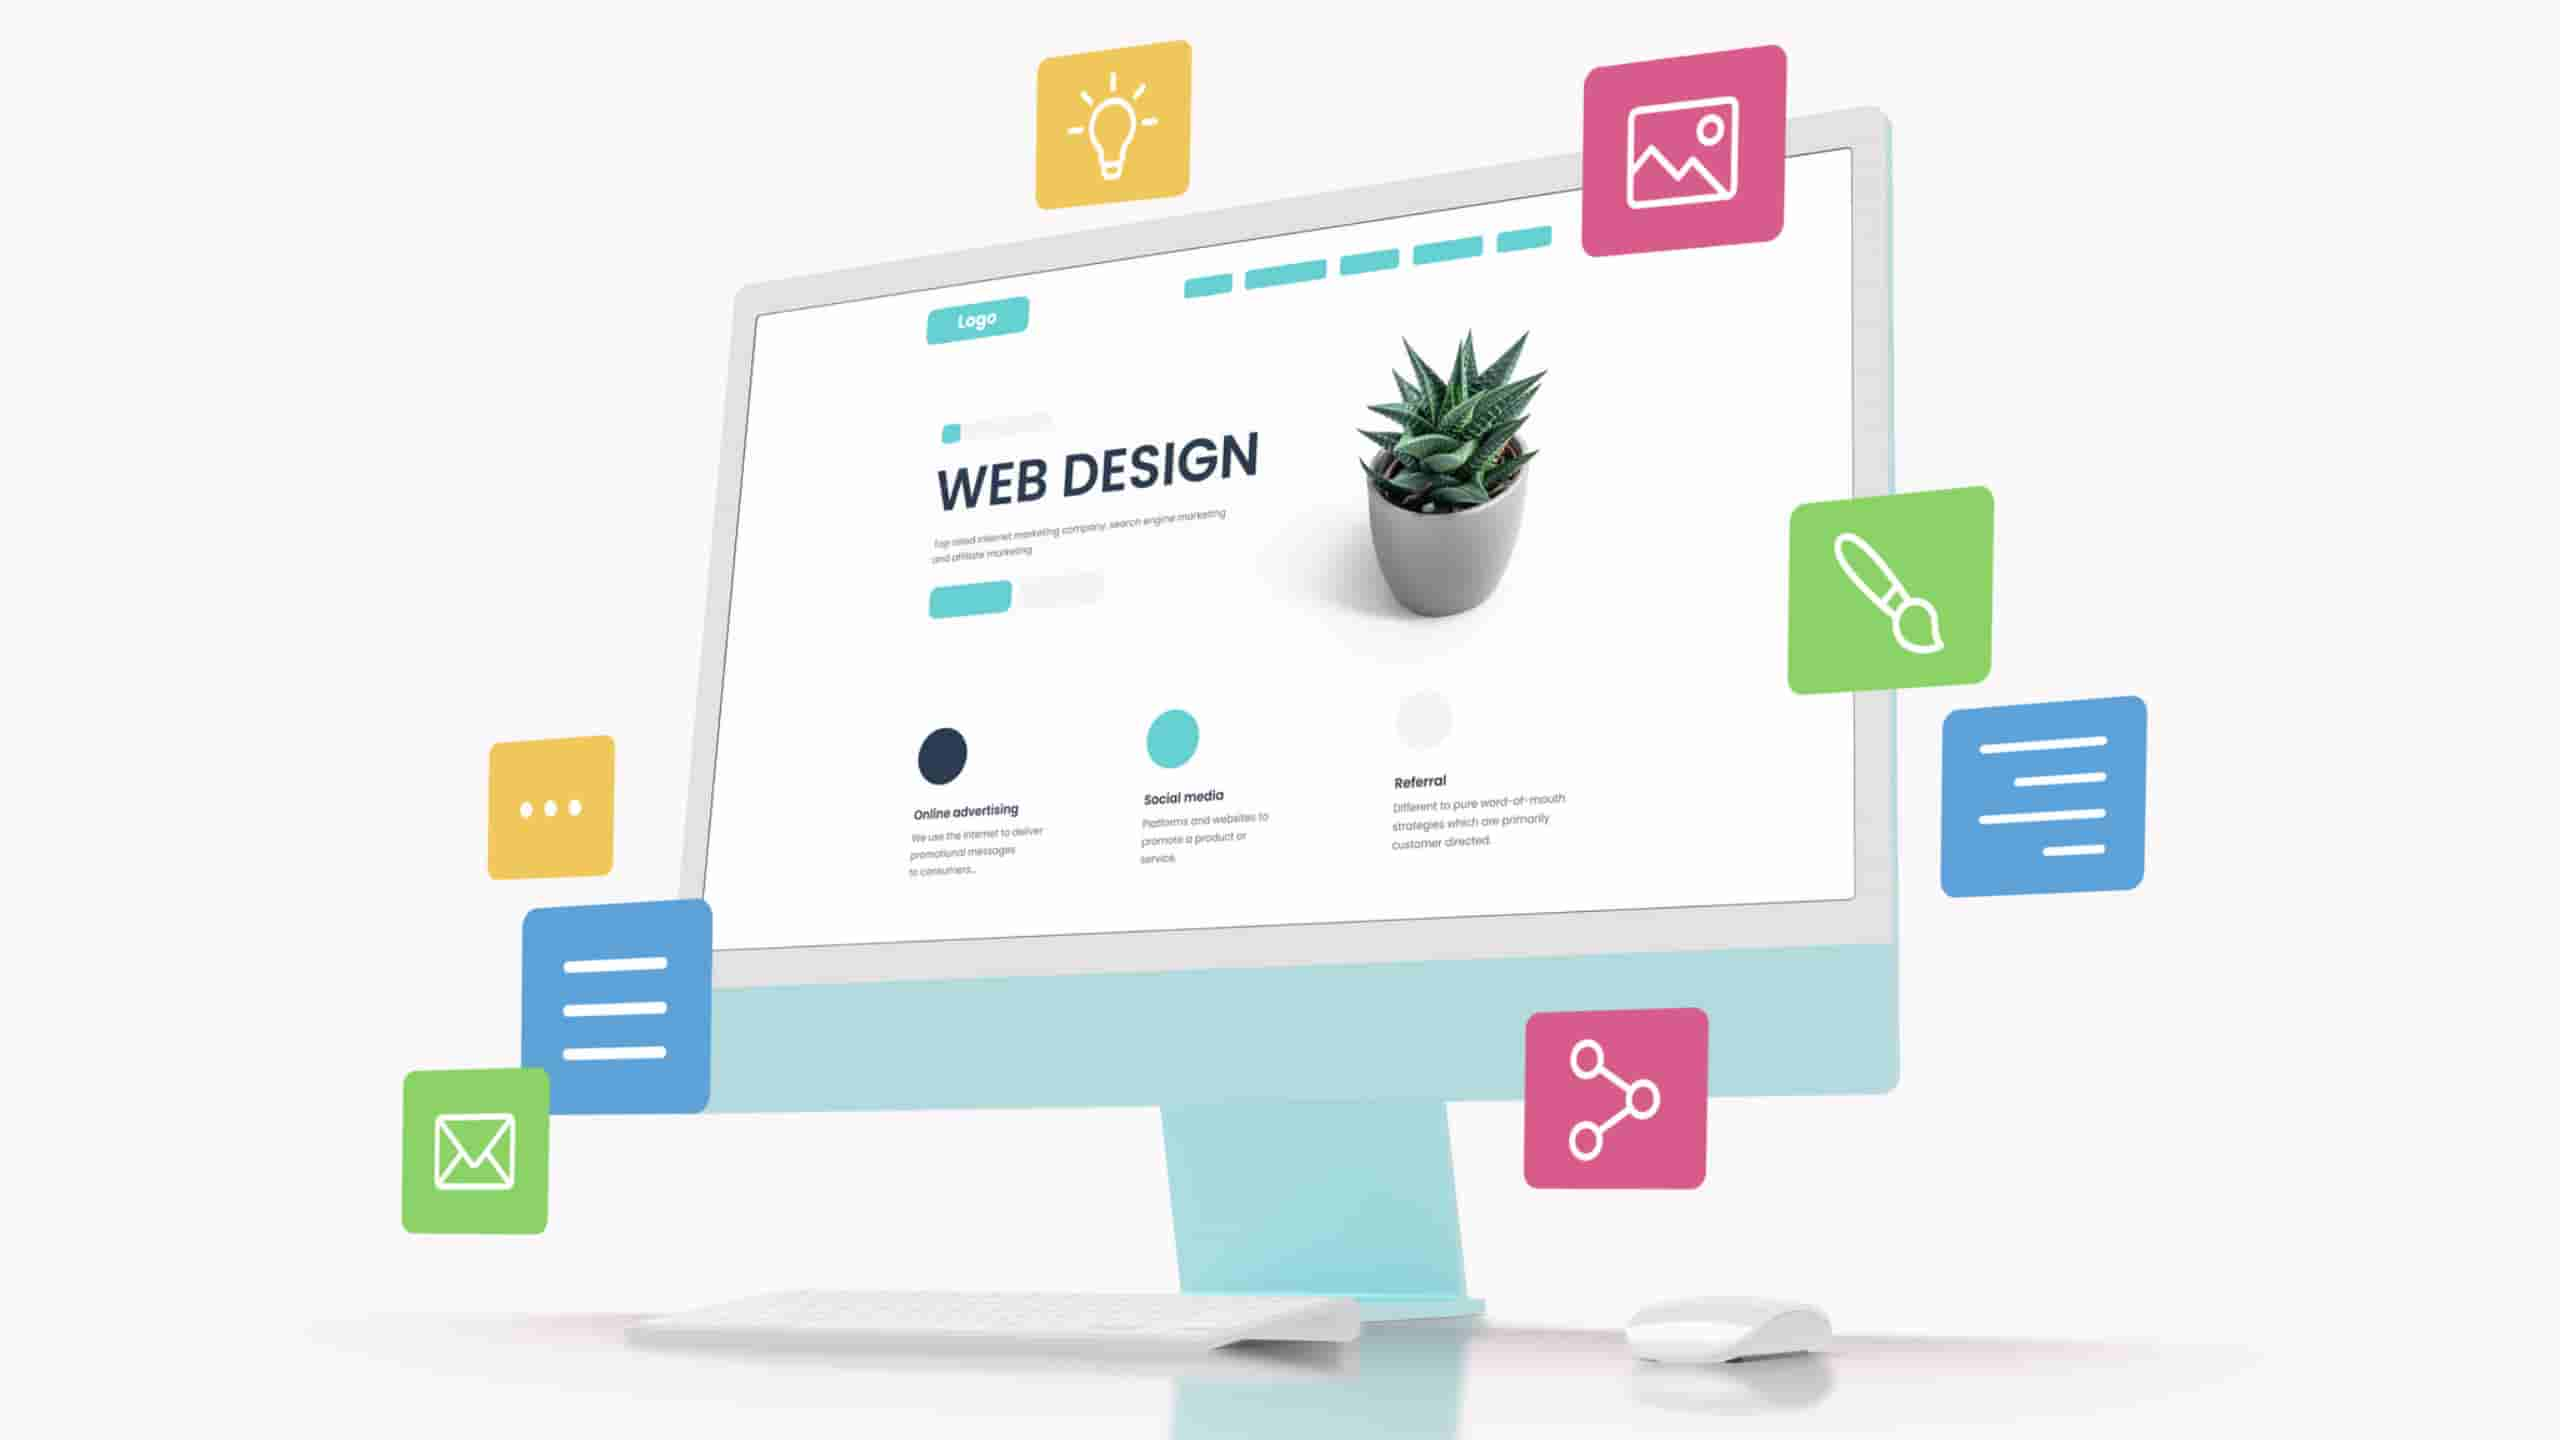 Logo
WEB DESIGN
Top rated internet marketing company, search engine marketing
and affiliate marketing
Online advertising
We use the internet to deliver
promotional messages
to consumers...
Social media
Platforms and websites to
promote a product or
service.
Referral
Different to pure word-of-mouth
strategies which are primarily
customer directed.